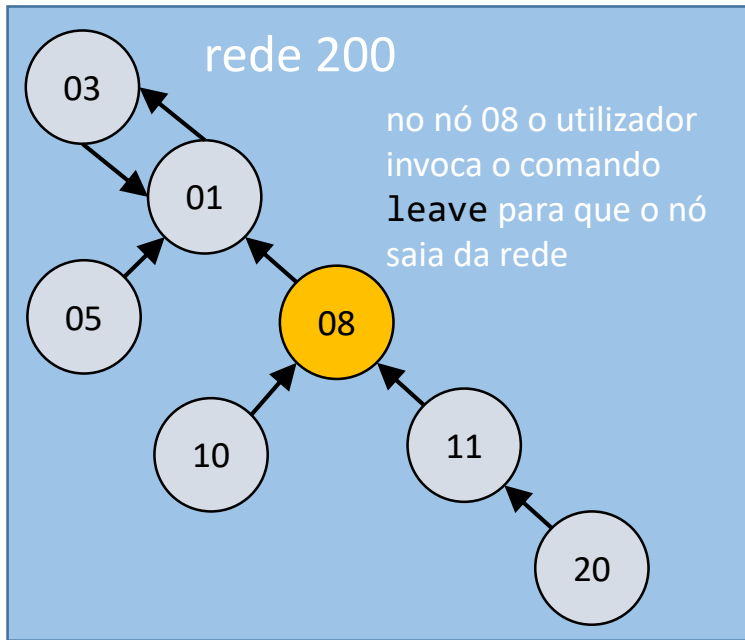 rede 200
03
no nó 08 o utilizador
invoca o comando
leave para que o nó
saia da rede
01
05
08
10
11
20